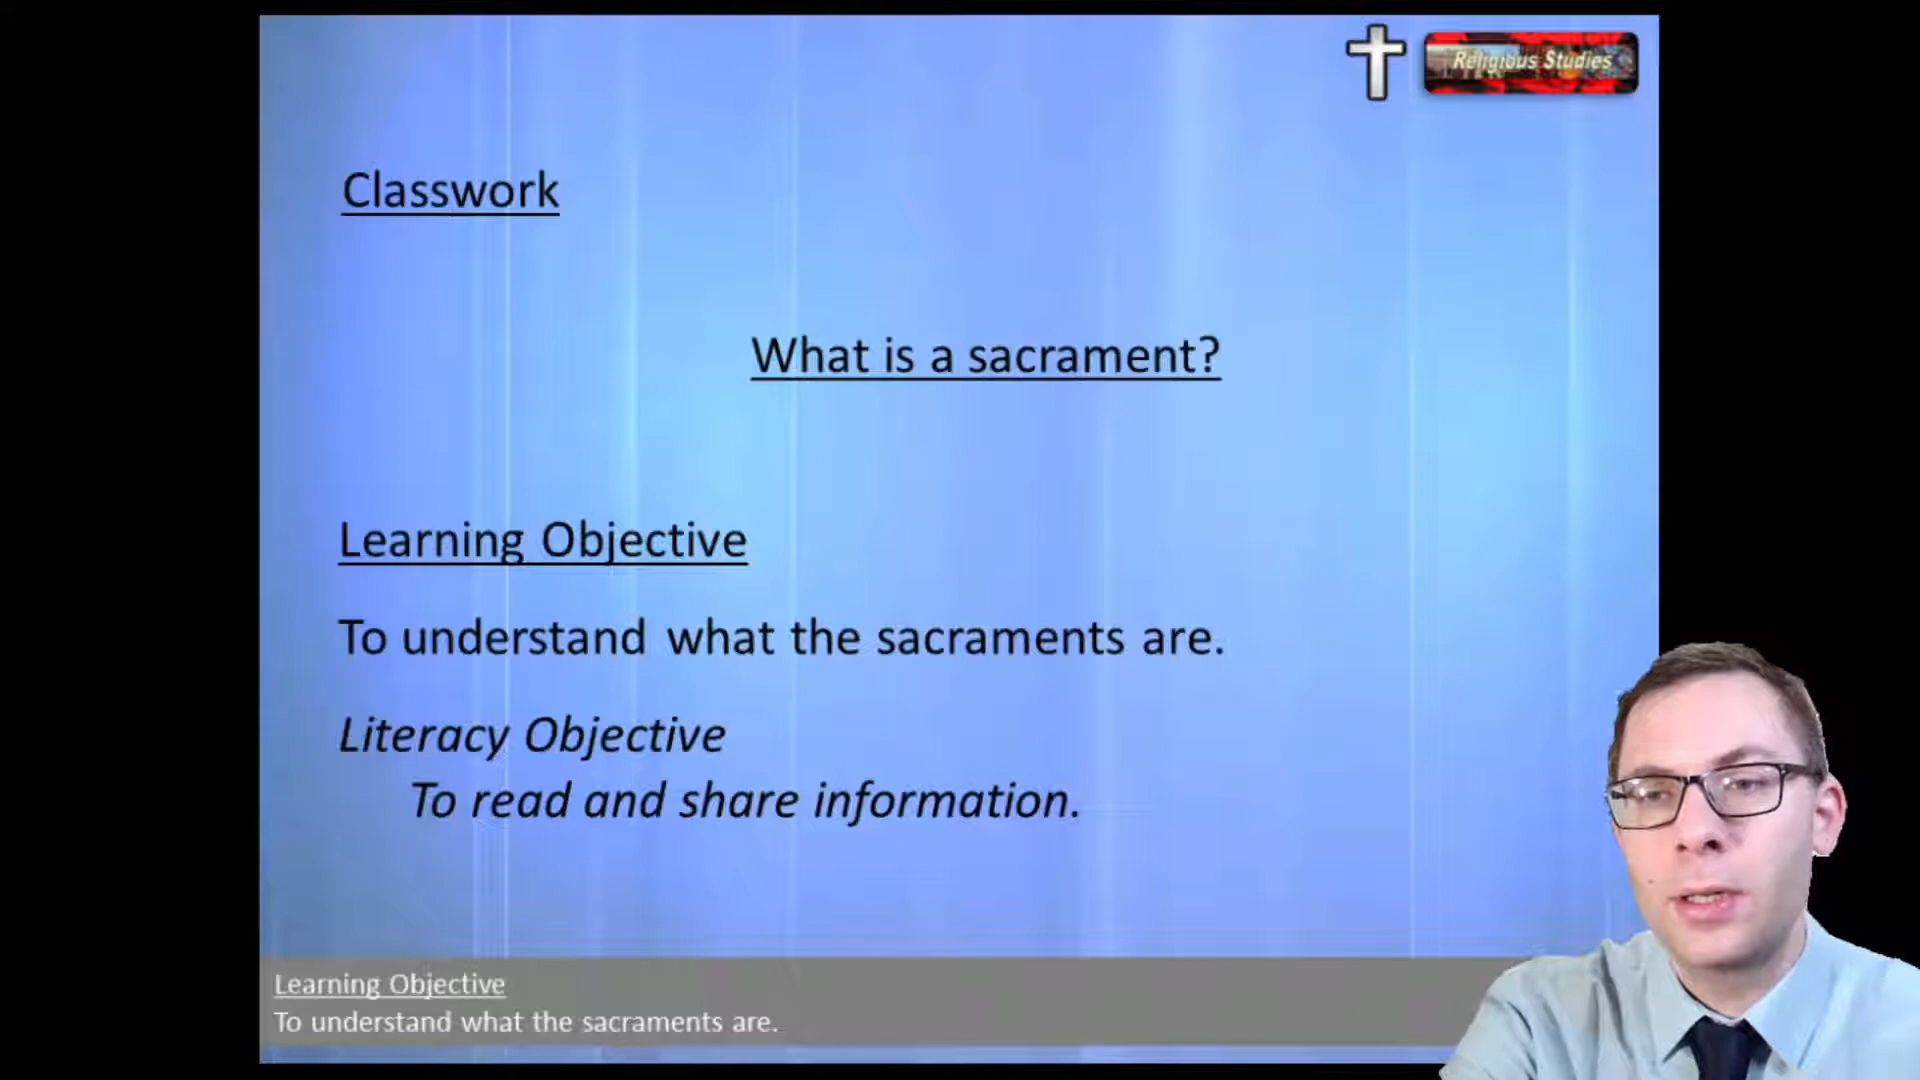 Religious Studies
Classwork
What is a sacrament?
Learning Objective
To understand what the sacraments are.
Literacy Objective
To read and share information.
Learning Objective
To understand what the sacraments are.